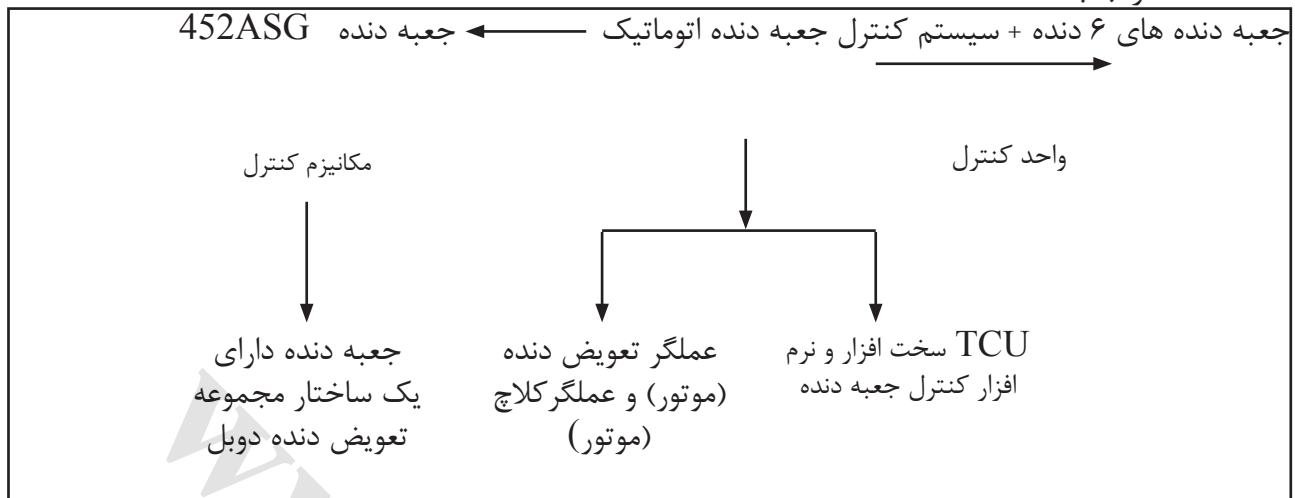 جعبه دنده های ۶ دنده + سیستم کنترل جعبه دنده اتوماتیک جعبه دنده 452ASG
واحد کنترل
مکانیزم کنترل
TCU سخت افزار و نرم
افزار کنترل جعبه دنده
عملگر تعویض دنده
(موتور) و عملگرکلاچ
(موتور)
جعبه دنده دارای
یک ساختار مجموعه
تعویض دنده دوبل